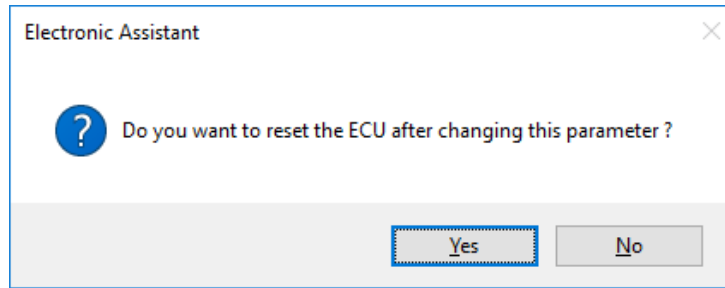 Electronic Assistant
Do you want to reset the ECU after changing this parameter ?
Yes
No